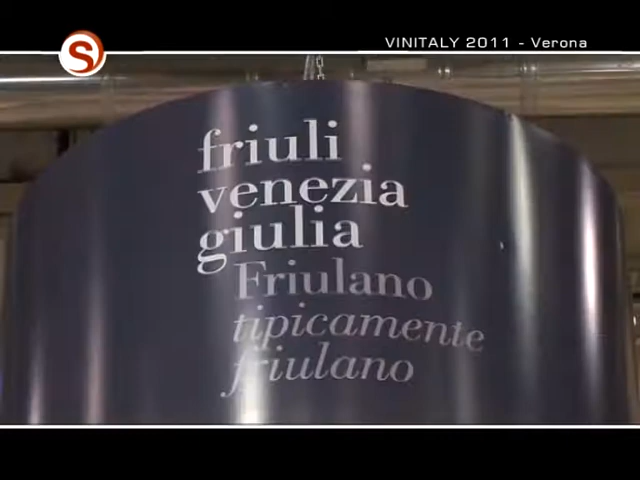 S
VINITALY 2011 - Verona
friuli
venezia
giulia
Friulano
tipicamente
friulano